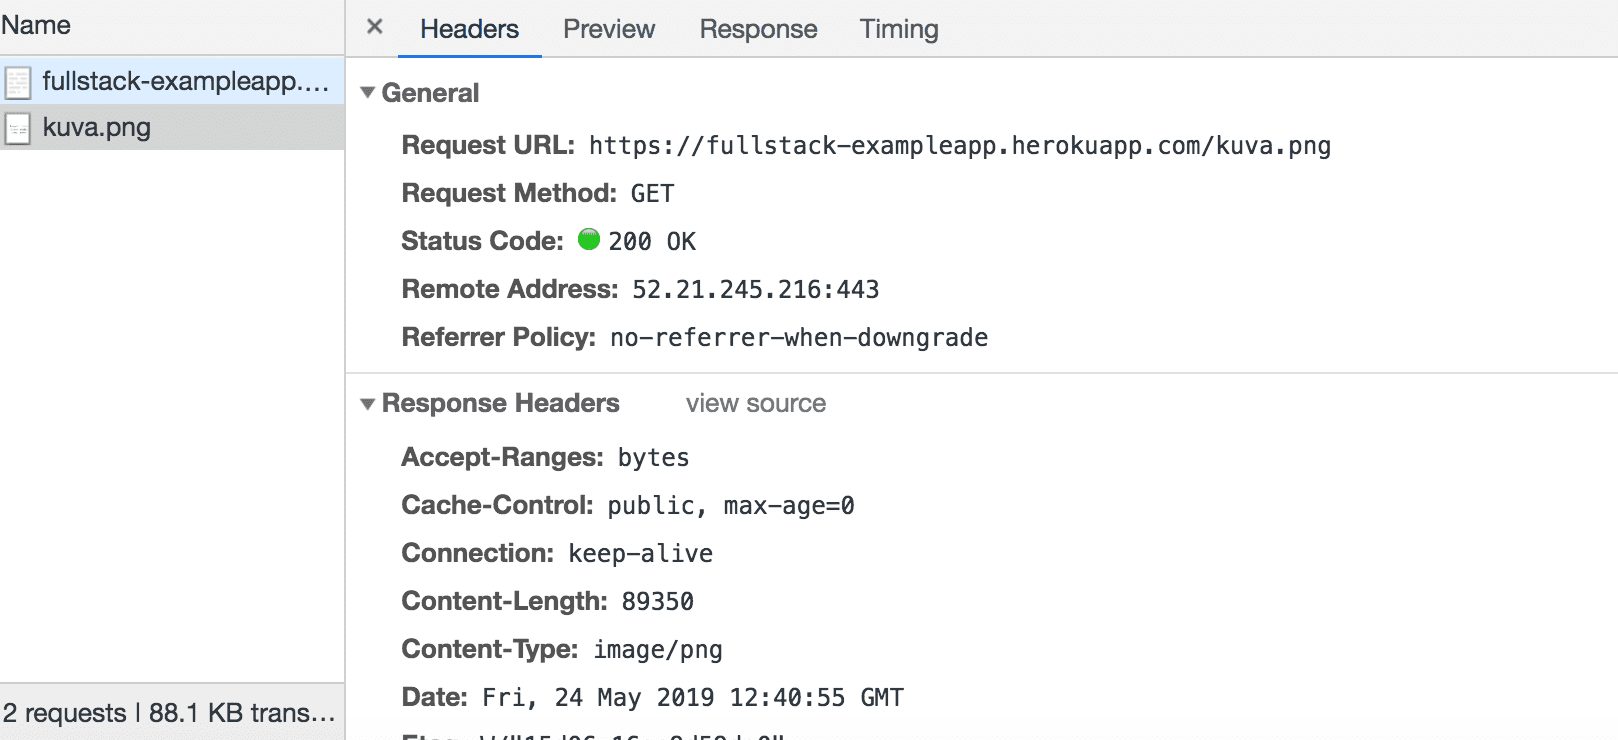 Name
× Headers Preview Response Timing
fullstack-exampleapp....
kuva.png
▼ General
Request URL: https://fullstack-exampleapp.herokuapp.com/kuva.png
Request Method: GET
Status Code: 200 OK
Remote Address: 52.21.245.216:443
Referrer Policy: no-referrer-when-downgrade
▼ Response Headers view source
Accept-Ranges: bytes
Cache-Control: public, max-age=0
Connection: keep-alive
Content-Length: 89350
Content-Type: image/png
Date: Fri, 24 May 2019 12:40:55 GMT
2 requests | 88.1 KB trans...